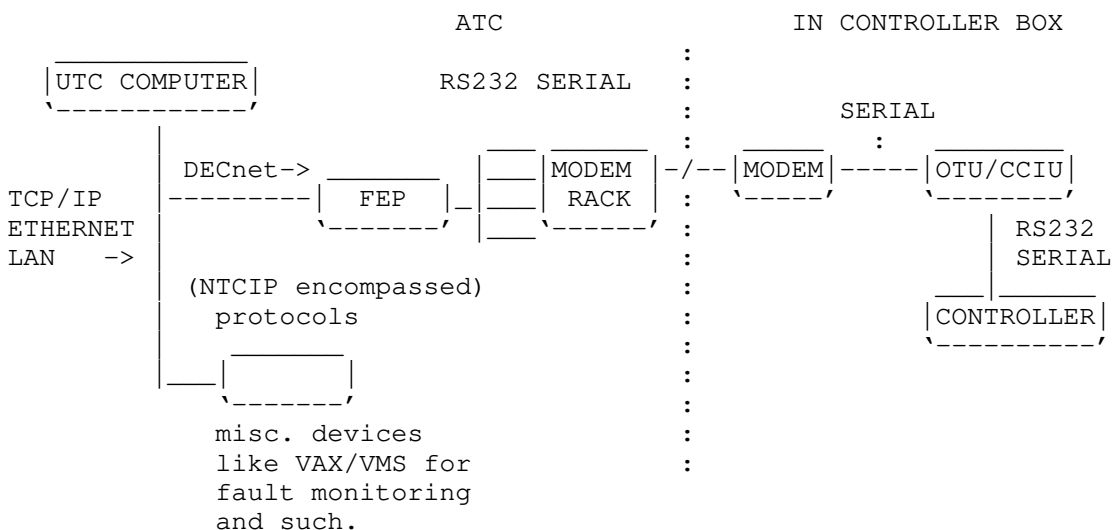 ATC IN CONTROLLER BOX
UTC COMPUTER RS232 SERIAL
SERIAL
DECnet-> MODEM MODEM OTU/CCIU
TCP/IP FEP RACK
ETHERNET RS232
LAN -> SERIAL
(NTCIP encompassed)
protocols CONTROLLER
misc. devices
like VAX/VMS for
fault monitoring
and such.